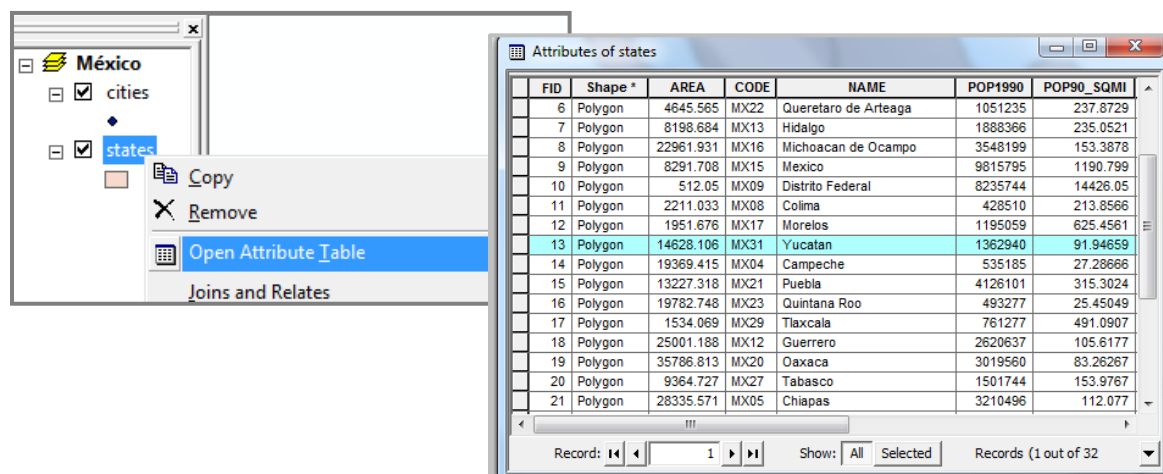 México
cities
states
Copy
Remove
Open Attribute Table
Joins and Relates
Attributes of states
FID Shape * AREA CODE NAME POP1990 POP90_SQMI
6 Polygon 4645.565 MX22 Queretaro de Arteaga 1051235 237.8729
7 Polygon 8198.684 MX13 Hidalgo 1888366 235.0521
8 Polygon 22961.931 MX16 Michoacan de Ocampo 3548199 153.3878
9 Polygon 8291.708 MX15 Mexico 9815795 1190.799
10 Polygon 512.05 MX09 Distrito Federal 8235744 14426.05
11 Polygon 2211.033 MX08 Colima 428510 213.8566
12 Polygon 1951.676 MX17 Morelos 1195059 625.4561
13 Polygon 14628.106 MX31 Yucatan 1362940 91.94659
14 Polygon 19369.415 MX04 Campeche 535185 27.28666
15 Polygon 13227.318 MX21 Puebla 4126101 315.3024
16 Polygon 19782.748 MX23 Quintana Roo 493277 25.45049
17 Polygon 1534.069 MX29 Tlaxcala 761277 491.0907
18 Polygon 25001.188 MX12 Guerrero 2620637 105.6177
19 Polygon 35786.813 MX20 Oaxaca 3019560 83.26267
20 Polygon 9364.727 MX27 Tabasco 1501744 153.9767
21 Polygon 28335.571 MX05 Chiapas 3210496 112.077
Record: 1 Show: All Selected Records (1 out of 32